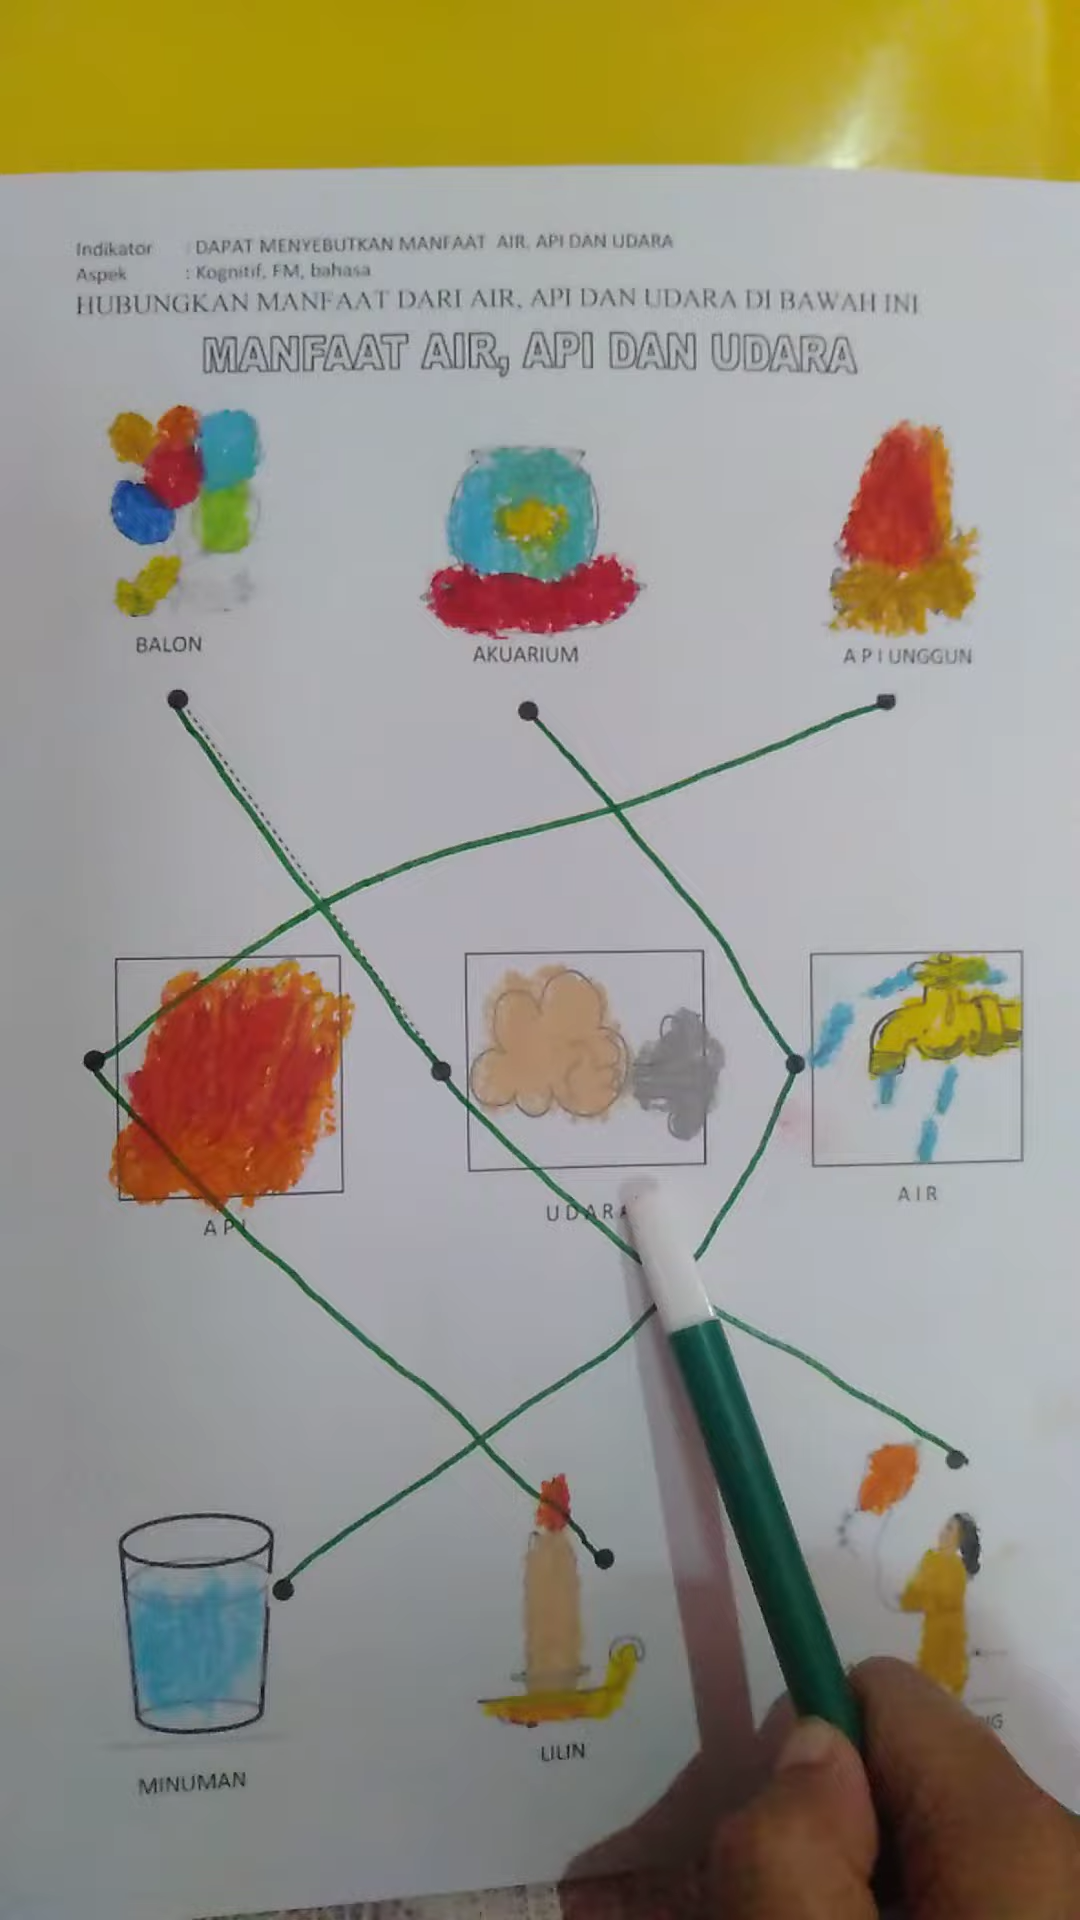 Indikator : DAPAT MENYEBUTKAN MANFAAT AIR, API DAN UDARA
Aspek : Kognitif, FM, bahasa
HUBUNGKAN MANFAAT DARI AIR, API DAN UDARA DI BAWAH INI
MANFAAT AIR, API DAN UDARA
BALON
AKUARIUM
A P I UNGGUN
A P I
U D A R A
A I R
MINUMAN
LILIN